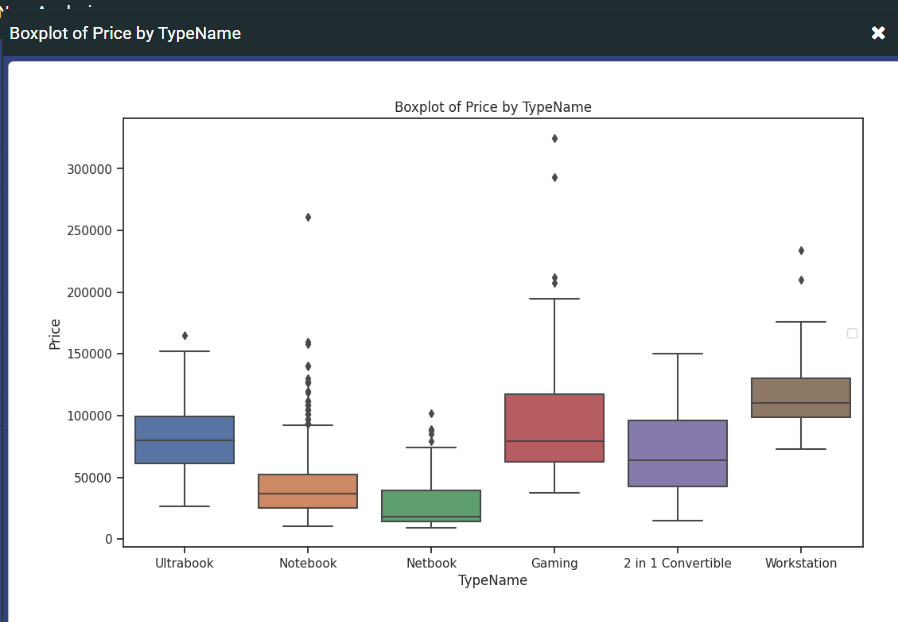 Boxplot of Price by TypeName
Boxplot of Price by TypeName
300000
250000
200000
150000
100000
50000
0
Price
Ultrabook Notebook Netbook Gaming 2 in 1 Convertible Workstation
TypeName